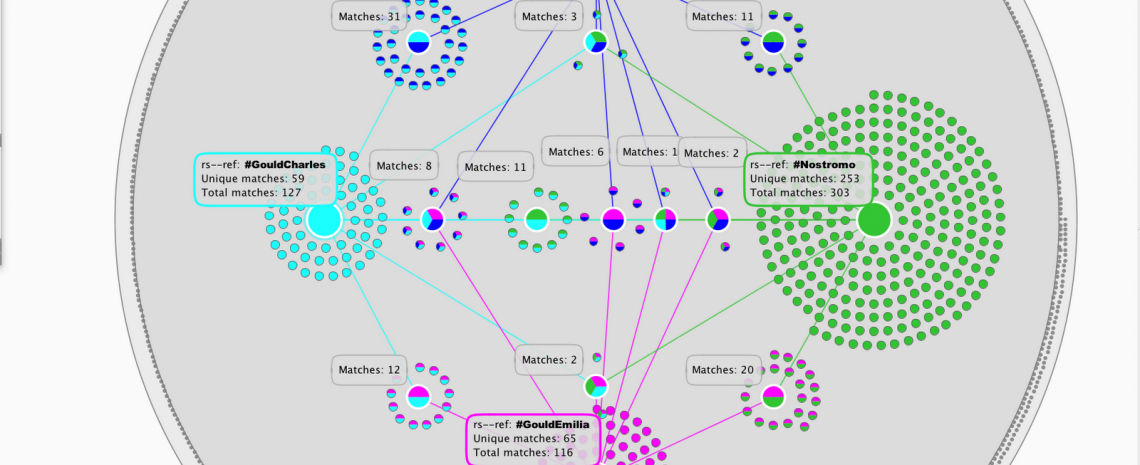 Matches: 31
Matches: 3
Matches: 11
rs--ref: #GouldCharles
Unique matches: 59
Total matches: 127
Matches: 8
Matches: 11
Matches: 6
Matches: 1
Matches: 2
rs--ref: #Nostromo
Unique matches: 253
Total matches: 303
Matches: 12
Matches: 2
Matches: 20
rs--ref: #GouldEmilia
Unique matches: 65
Total matches: 116